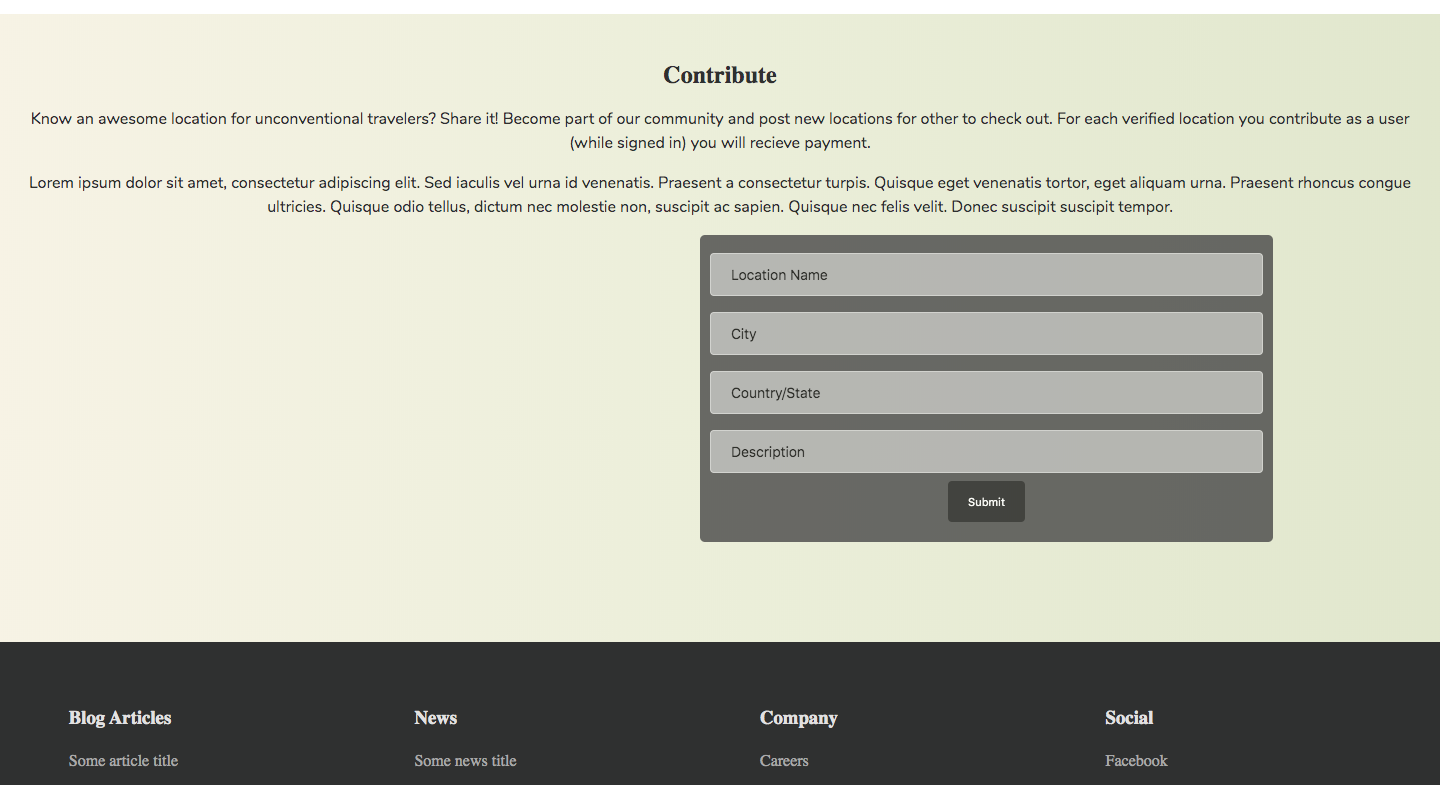 Contribute
Know an awesome location for unconventional travelers? Share it! Become part of our community and post new locations for other to check out. For each verified location you contribute as a user
(while signed in) you will recieve payment.
Lorem ipsum dolor sit amet, consectetur adipiscing elit. Sed iaculis vel urna id venenatis. Praesent a consectetur turpis. Quisque eget venenatis tortor, eget aliquam urna. Praesent rhoncus congue
ultricies. Quisque odio tellus, dictum nec molestie non, suscipit ac sapien. Quisque nec felis velit. Donec suscipit suscipit tempor.
Location Name
City
Country/State
Description
Submit
Blog Articles
Some article title
News
Some news title
Company
Careers
Social
Facebook